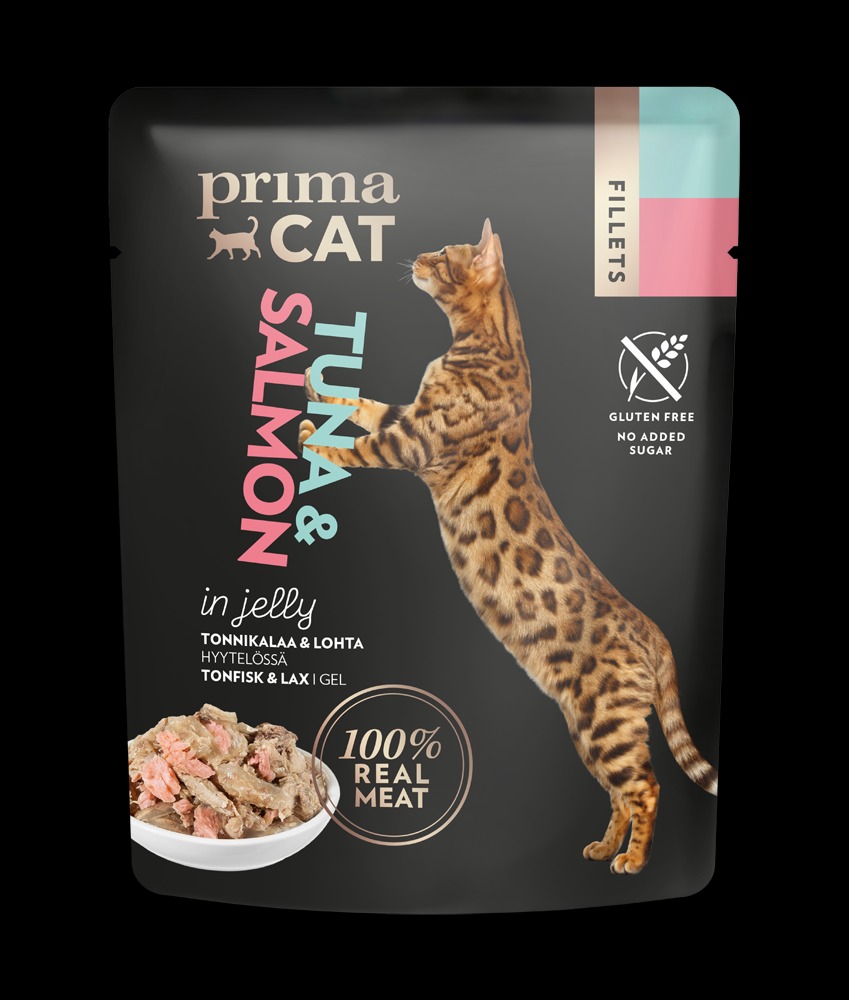 prima
CAT
FILLETS
TUNA &
SALMON
GLUTEN FREE
NO ADDED
SUGAR
in jelly
TONNIKALAA & LOHTA
HYYTELÖSSÄ
TONFISK & LAX I GEL
100%
REAL
MEAT